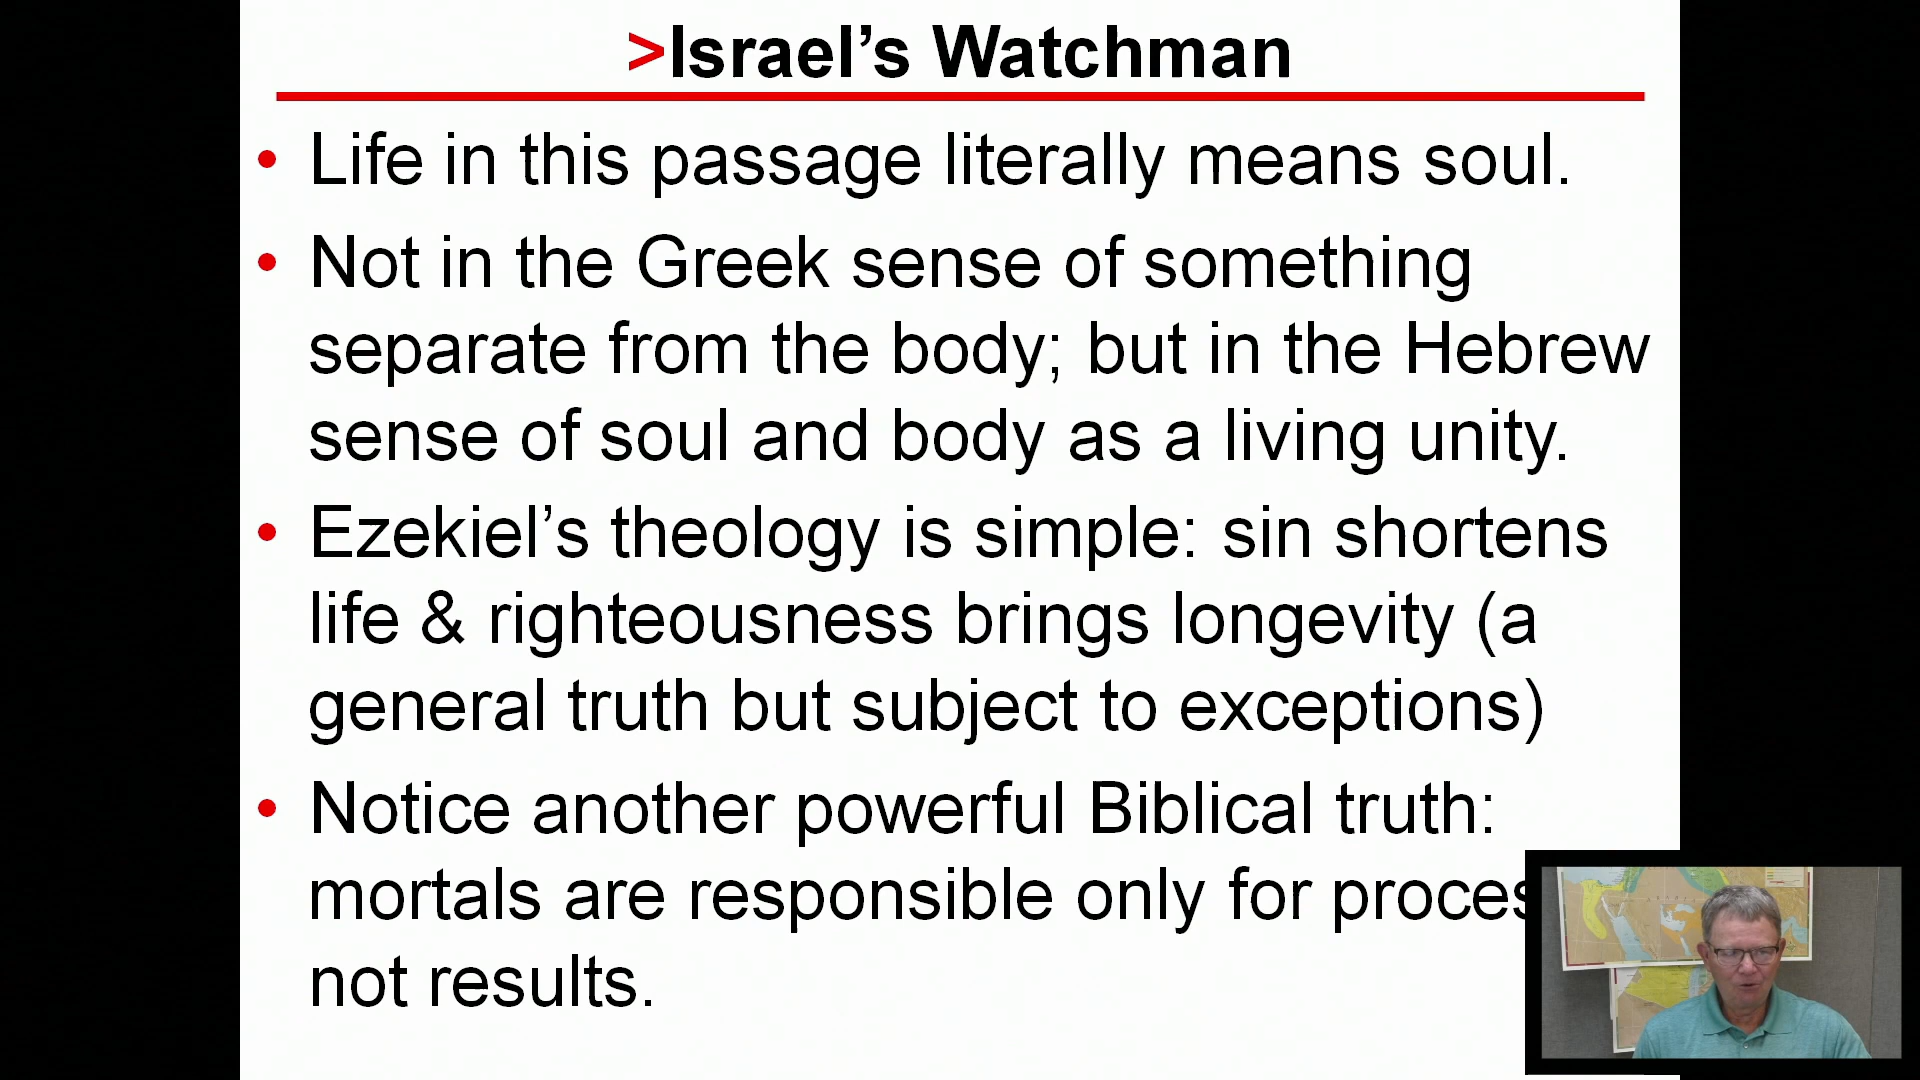 >Israel’s Watchman
• Life in this passage literally means soul.
• Not in the Greek sense of something
separate from the body; but in the Hebrew
sense of soul and body as a living unity.
• Ezekiel’s theology is simple: sin shortens
life & righteousness brings longevity (a
general truth but subject to exceptions)
• Notice another powerful Biblical truth:
mortals are responsible only for
not results.